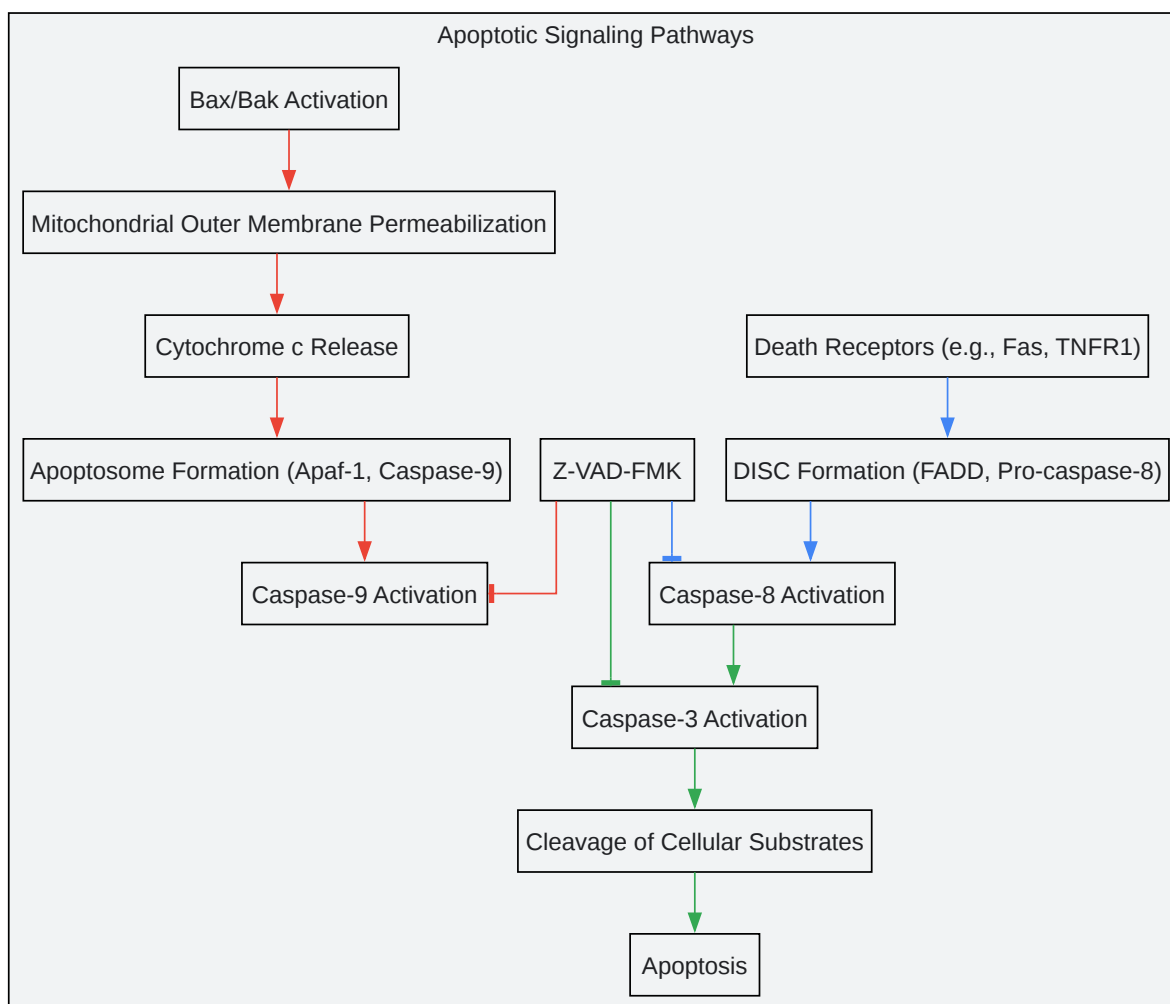 Apoptotic Signaling Pathways
Bax/Bak Activation
Mitochondrial Outer Membrane Permeabilization
Cytochrome c Release
Death Receptors (e.g., Fas, TNFR1)
Apoptosome Formation (Apaf-1, Caspase-9)
Z-VAD-FMK
DISC Formation (FADD, Pro-caspase-8)
Caspase-9 Activation
Caspase-8 Activation
Caspase-3 Activation
Cleavage of Cellular Substrates
Apoptosis